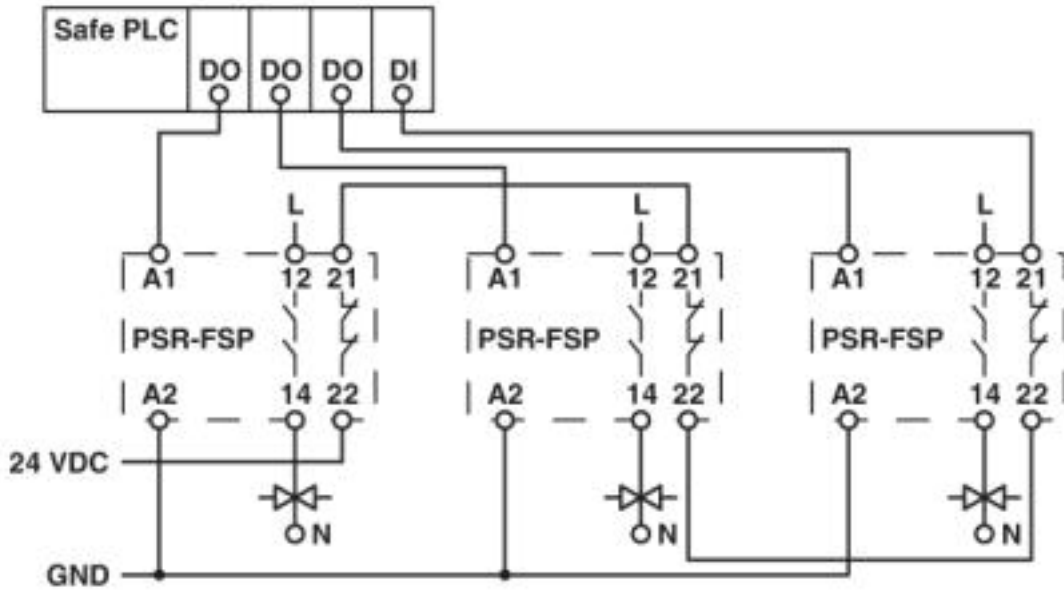 Safe PLC
DO DO DO DI
L L L
A1 12 21 A1 12 21 A1 12 21
PSR-FSP PSR-FSP PSR-FSP
A2 14 22 A2 14 22 A2 14 22
24 VDC
N N N
GND